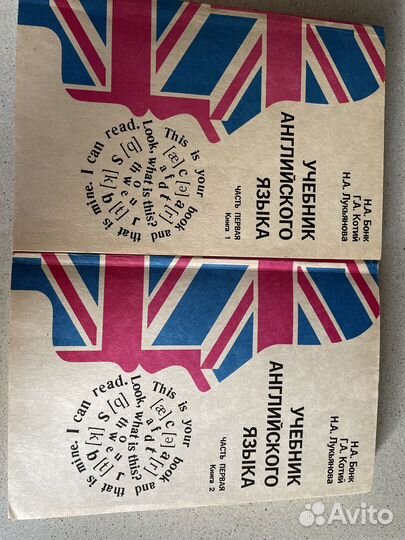 Н.А. Бонк
Г.А. Котий
Н.А. Лукьянова
УЧЕБНИК
АНГЛИЙСКОГО
ЯЗЫКА
ЧАСТЬ ПЕРВАЯ
Книга 1
This is your book and that is mine. I can read.
Look, what is this?
Н.А. Бонк
Г.А. Котий
Н.А. Лукьянова
УЧЕБНИК
АНГЛИЙСКОГО
ЯЗЫКА
ЧАСТЬ ПЕРВАЯ
Книга 2
This is your book and that is mine. I can read.
Look, what is this?
Avito